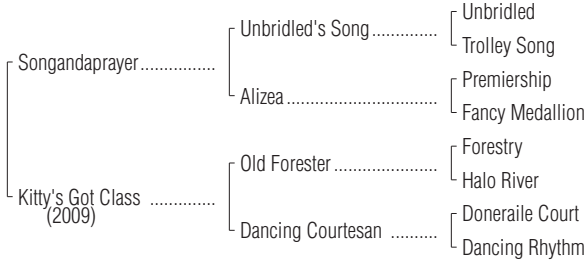 Unbridled
Unbridled's Song..............
Trolley Song
Songandaprayer................
Premiership
Alizea................................
Fancy Medallion
Forestry
Old Forester......................
Halo River
Kitty's Got Class ..............
(2009)
Doneraile Court
Dancing Courtesan ..........
Dancing Rhythm